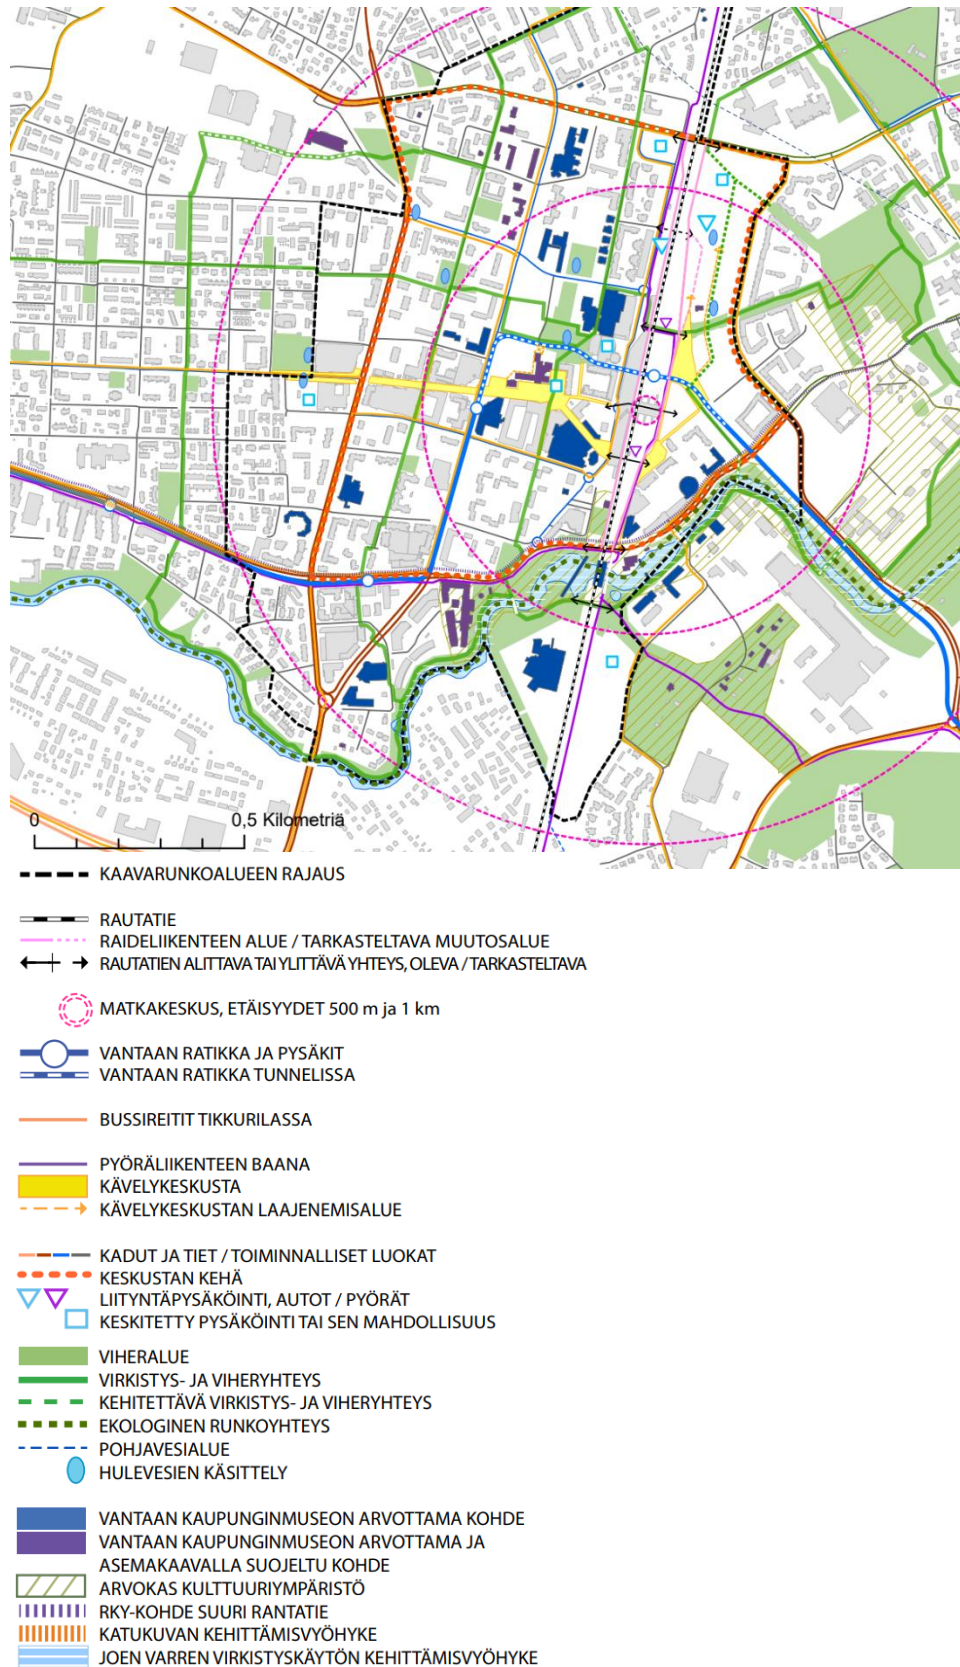 0
0,5 Kilometriä
KAAVARUNKOALUEEN RAJAUS
RAUTATIE
RAIDELIIKENTEEN ALUE / TARKASTELTAVA MUUTOSALUE
RAUTATIEN ALITTAVA TAI YLITTÄVÄ YHTEYS, OLEVA / TARKASTELTAVA
MATKAKESKUS, ETÄISYYDET 500 m ja 1 km
VANTAAN RATIKKA JA PYSÄKIT
VANTAAN RATIKKA TUNNELISSA
BUSSIREITIT TIKKURILASSA
PYÖRÄLIIKENTEEN BAANA
KÄVELYKESKUSTA
KÄVELYKESKUSTAN LAAJENEMISALUE
KADUT JA TIET / TOIMINNALLISET LUOKAT
KESKUSTAN KEHÄ
LIITYNTÄPYSÄKÖINTI, AUTOT / PYÖRÄT
KESKITETTY PYSÄKÖINTI TAI SEN MAHDOLLISUUS
VIHERALUE
VIRKISTYS- JA VIHERYHTEYS
KEHITETTÄVÄ VIRKISTYS- JA VIHERYHTEYS
EKOLOGINEN RUNKOYHTEYS
POHJAVESIALUE
HULEVESIEN KÄSITTELY
VANTAAN KAUPUNGINMUSEON ARVOTTAMA KOHDE
VANTAAN KAUPUNGINMUSEON ARVOTTAMA JA
ASEMAKAAVALLA SUOJELTU KOHDE
ARVOKAS KULTTUURIYMPÄRISTÖ
RKY-KOHDE SUURI RANTATIE
KATUKUVAN KEHITTÄMISVYÖHYKE
JOEN VARREN VIRKISTYSKÄYTÖN KEHITTÄMISVYÖHYKE